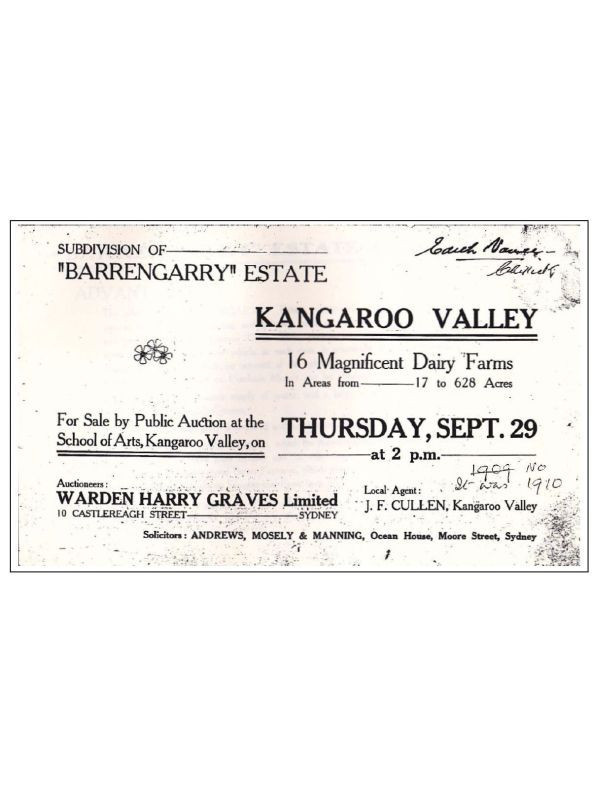 SUBDIVISION OF
"BARRENGARRY" ESTATE
KANGAROO VALLEY
16 Magnificent Dairy Farms
In Areas from 17 to 628 Acres
For Sale by Public Auction at the
School of Arts, Kangaroo Valley, on
THURSDAY, SEPT. 29
at 2 p.m.
1909 NO
It was 1910
Auctioneers:
WARDEN HARRY GRAVES Limited
10 CASTLEREAGH STREET SYDNEY
Local Agent:
J. F. CULLEN, Kangaroo Valley
Solicitors: ANDREWS, MOSELY & MANNING, Ocean House, Moore Street, Sydney